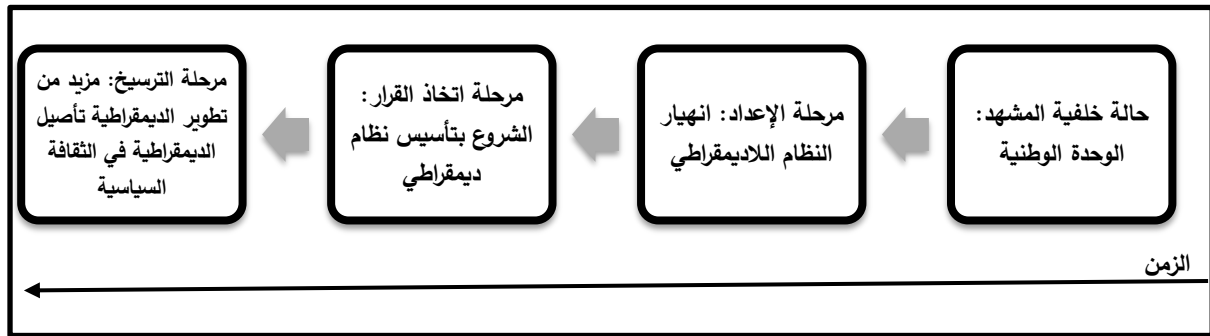 حالة خلفية المشهد:
الوحدة الوطنية
مرحلة الإعداد: انهيار
النظام اللاديمقراطي
مرحلة اتخاذ القرار:
الشروع بتأسيس نظام
ديمقراطي
مرحلة الترسيخ: مزيد من
تطوير الديمقراطية تأصيل
الديمقراطية في الثقافة
السياسية
الزمن